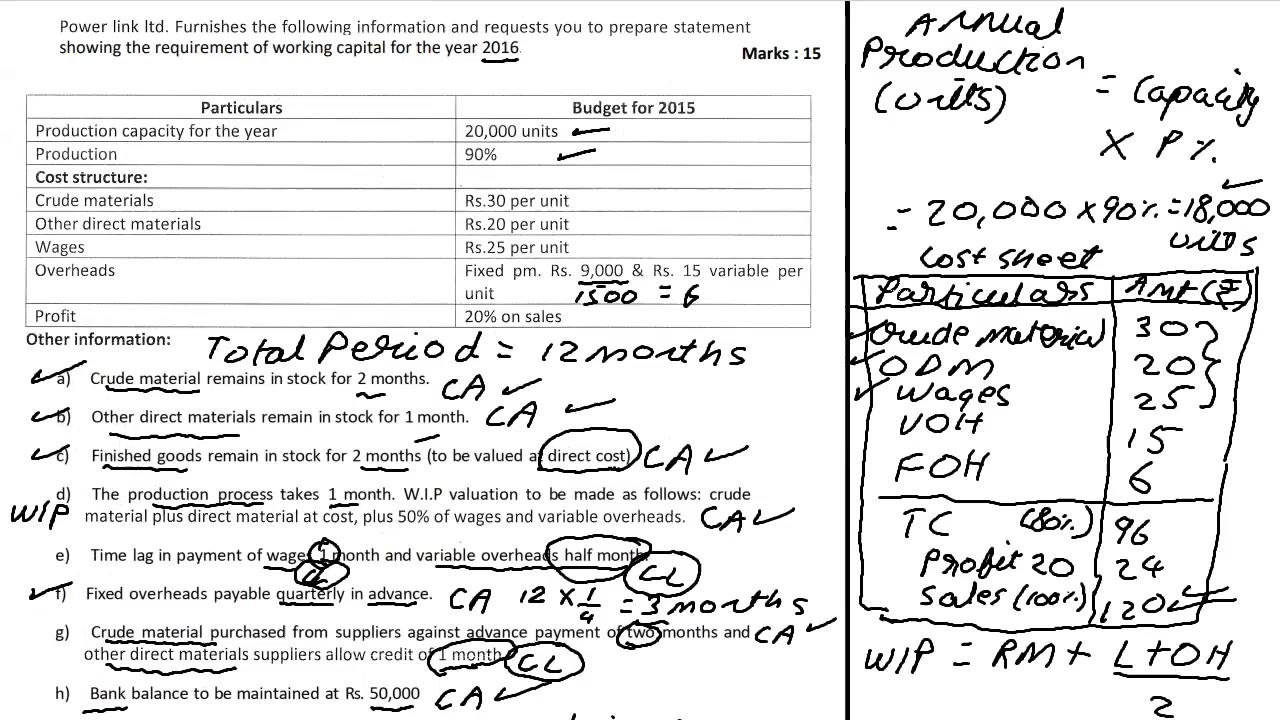 Power link ltd. Furnishes the following information and requests you to prepare statement
showing the requirement of working capital for the year 2016
Marks : 15
Particulars Budget for 2015
Production capacity for the year 20,000 units
Production 90%
Cost structure:
Crude materials Rs.30 per unit
Other direct materials Rs.20 per unit
Wages Rs.25 per unit
Overheads Fixed pm. Rs. 9,000 & Rs. 15 variable per
unit 1500 = 6
Profit 20% on sales
Other information: Total Period = 12 months
a) Crude material remains in stock for 2 months. CA
b) Other direct materials remain in stock for 1 month. CA
c) Finished goods remain in stock for 2 months (to be valued at direct cost) CA
d) The production process takes 1 month. W.I.P valuation to be made as follows: crude
WIP material plus direct material at cost, plus 50% of wages and variable overheads. CA
e) Time lag in payment of wages 1 month and variable overheads half month. CL
f) Fixed overheads payable quarterly in advance. CA 12 × 1/4 = 3 months
g) Crude material purchased from suppliers against advance payment of two months and CA
other direct materials suppliers allow credit of 1 month CL
h) Bank balance to be maintained at Rs. 50,000 CA
Annual
Production
(units) = Capacity
× P%.
= 20,000 × 90% = 18,000
units
Cost sheet
Particulars Amt (₹)
Crude material 30
ODM 20
Wages 25
VOH 15
FOH 6
TC (80%) 96
Profit 20 24
Sales (100%) 120
WIP = RM + L + OH
2